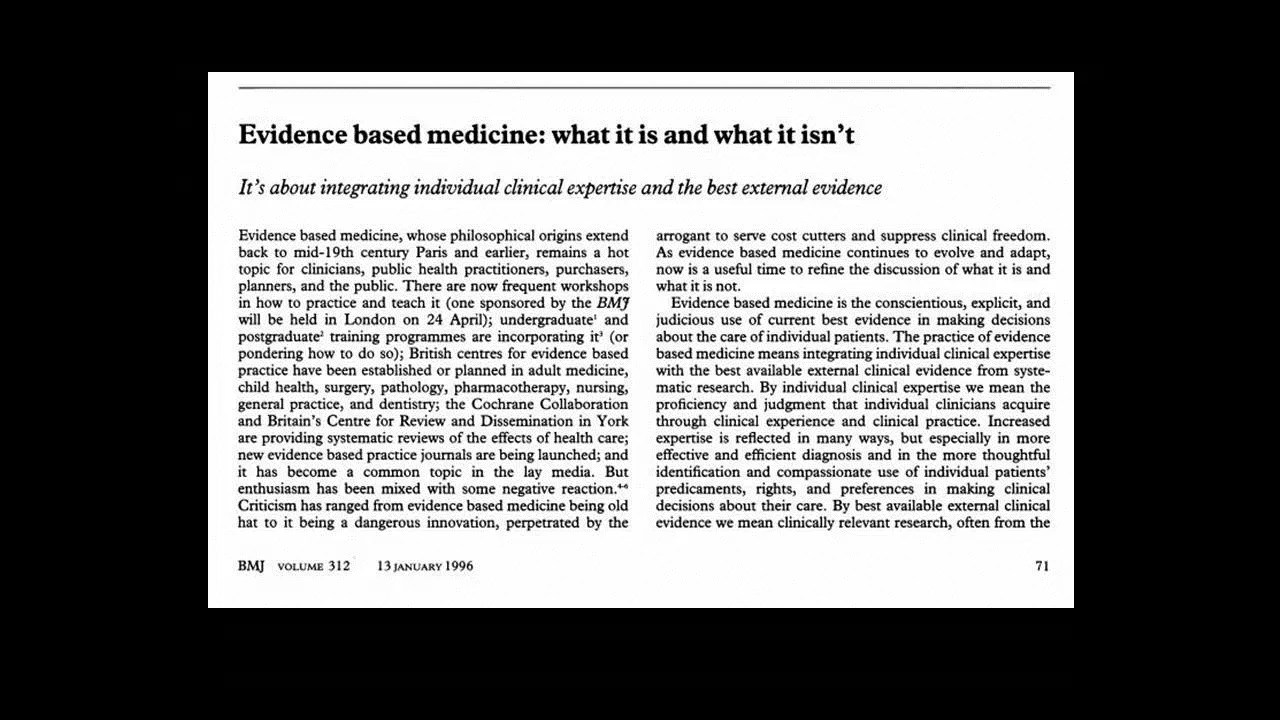 Evidence based medicine: what it is and what it isn't
It's about integrating individual clinical expertise and the best external evidence
Evidence based medicine, whose philosophical origins extend
back to mid-19th century Paris and earlier, remains a hot
topic for clinicians, public health practitioners, purchasers,
planners, and the public. There are now frequent workshops
in how to practice and teach it (one sponsored by the BMJ
will be held in London on 24 April); undergraduate¹ and
postgraduate² training programmes are incorporating it³ (or
pondering how to do so); British centres for evidence based
practice have been established or planned in adult medicine,
child health, surgery, pathology, pharmacotherapy, nursing,
general practice, and dentistry; the Cochrane Collaboration
and Britain's Centre for Review and Dissemination in York
are providing systematic reviews of the effects of health care;
new evidence based practice journals are being launched; and
it has become a common topic in the lay media. But
enthusiasm has been mixed with some negative reaction.⁴⁻⁶
Criticism has ranged from evidence based medicine being old
hat to it being a dangerous innovation, perpetrated by the
arrogant to serve cost cutters and suppress clinical freedom.
As evidence based medicine continues to evolve and adapt,
now is a useful time to refine the discussion of what it is and
what it is not.
Evidence based medicine is the conscientious, explicit, and
judicious use of current best evidence in making decisions
about the care of individual patients. The practice of evidence
based medicine means integrating individual clinical expertise
with the best available external clinical evidence from syste-
matic research. By individual clinical expertise we mean the
proficiency and judgment that individual clinicians acquire
through clinical experience and clinical practice. Increased
expertise is reflected in many ways, but especially in more
effective and efficient diagnosis and in the more thoughtful
identification and compassionate use of individual patients'
predicaments, rights, and preferences in making clinical
decisions about their care. By best available external clinical
evidence we mean clinically relevant research, often from the
BMJ VOLUME 312 13 JANUARY 1996
71